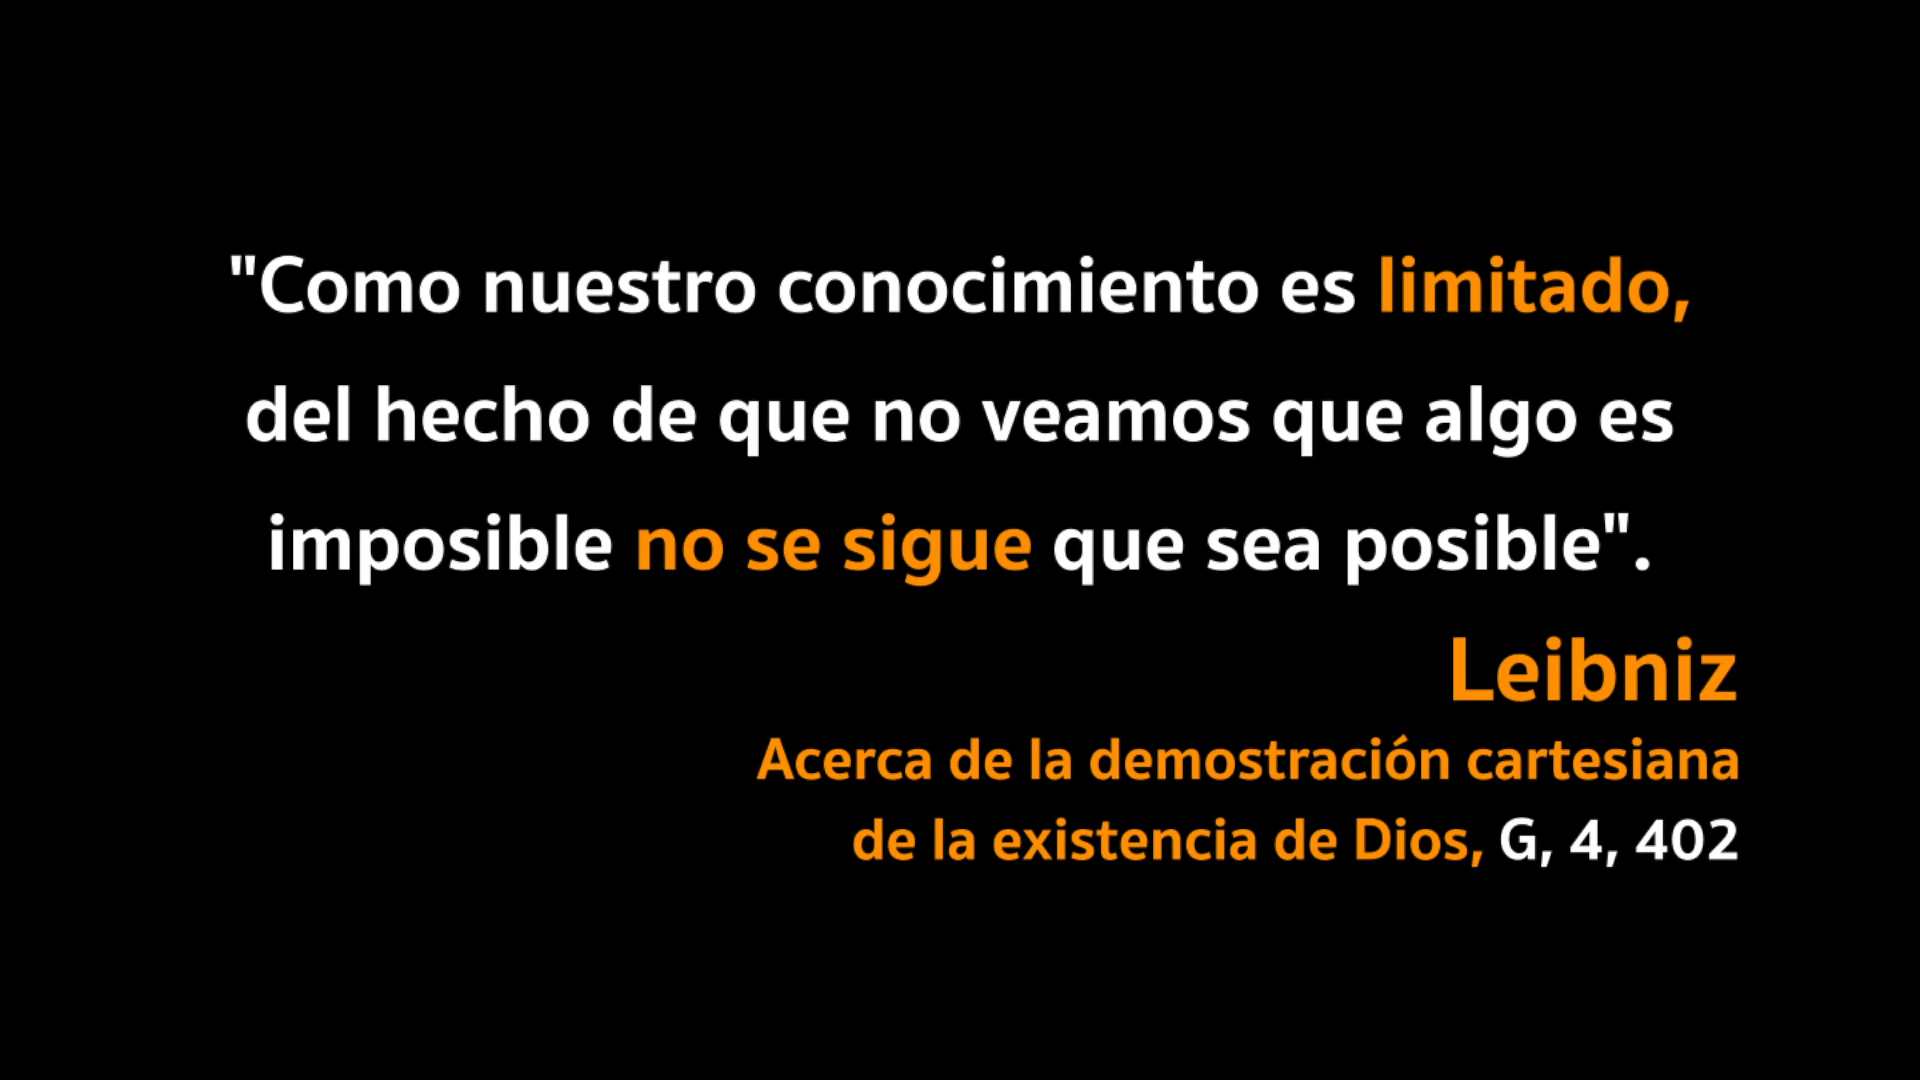 "Como nuestro conocimiento es limitado,
del hecho de que no veamos que algo es
imposible no se sigue que sea posible".
Leibniz
Acerca de la demostración cartesiana
de la existencia de Dios, G, 4, 402